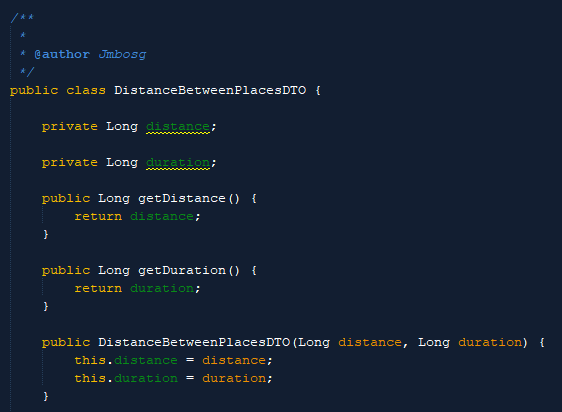 /**
 *
 * @author Jmbosg
 */
public class DistanceBetweenPlacesDTO {
    private Long distance;
    private Long duration;
    public Long getDistance() {
        return distance;
    }
    public Long getDuration() {
        return duration;
    }
    public DistanceBetweenPlacesDTO(Long distance, Long duration) {
        this.distance = distance;
        this.duration = duration;
    }